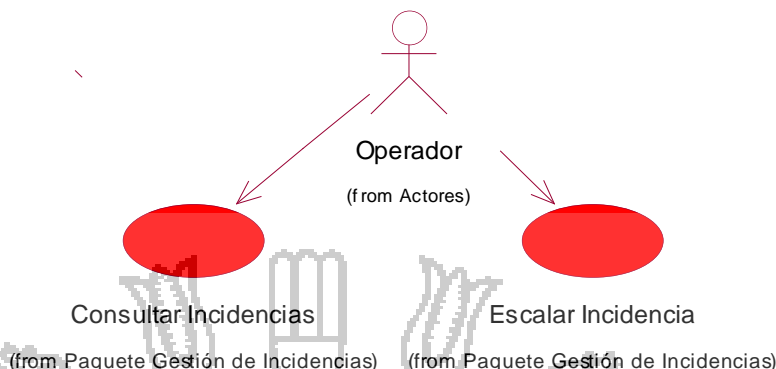 Operador
(from Actores)
Consultar Incidencias
Escalar Incidencia
(from Paquete Gestión de Incidencias)
(from Paquete Gestión de Incidencias)